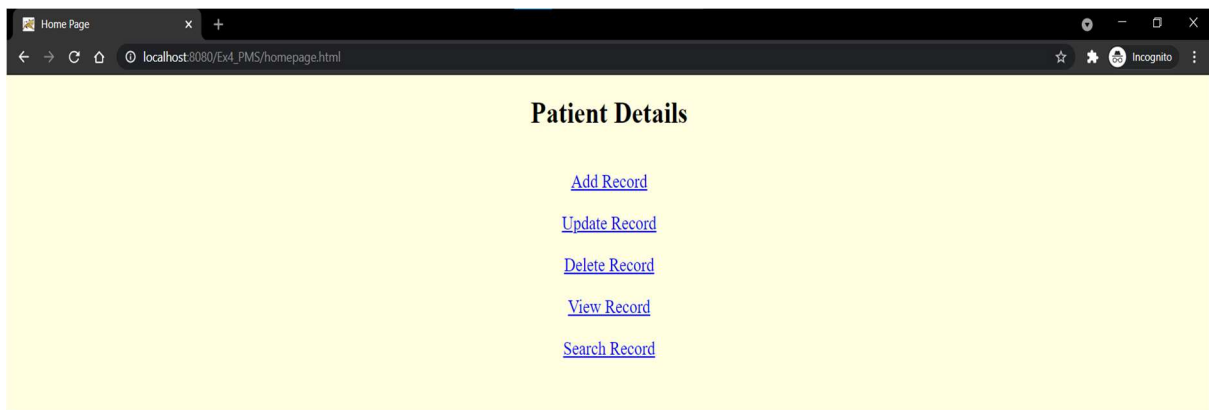 Home Page
localhost:8080/Ex4_PMS/homepage.html
Incognito
Patient Details
Add Record
Update Record
Delete Record
View Record
Search Record